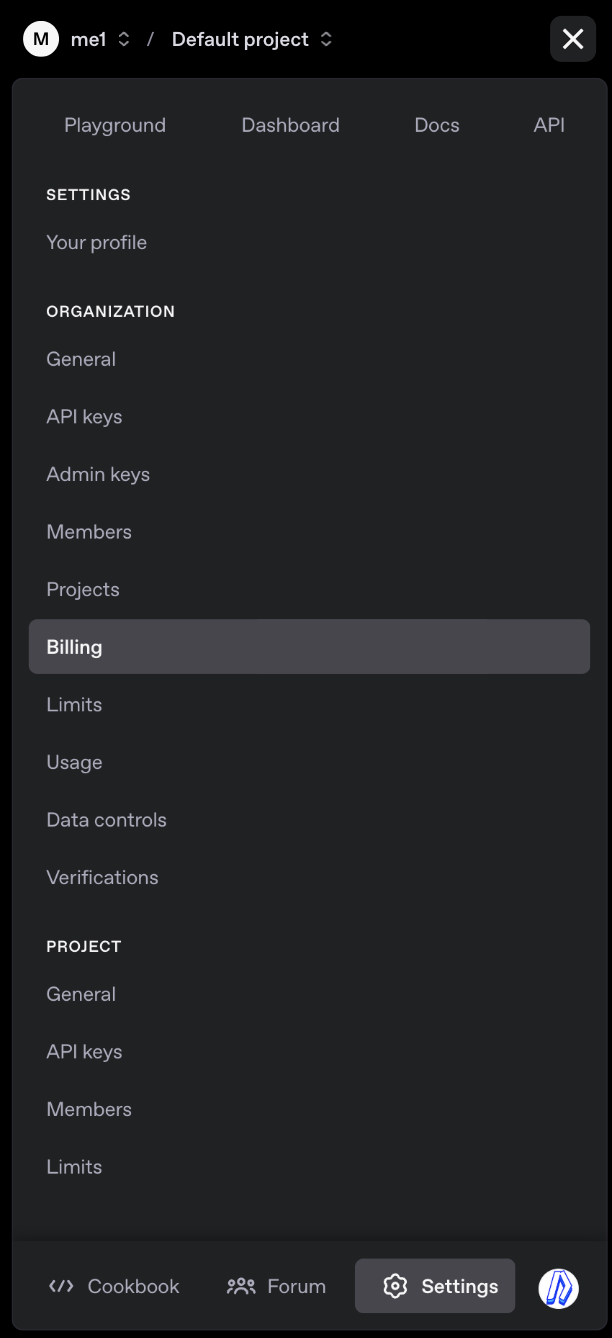 M me1 / Default project
Playground Dashboard Docs API
SETTINGS
Your profile
ORGANIZATION
General
API keys
Admin keys
Members
Projects
Billing
Limits
Usage
Data controls
Verifications
PROJECT
General
API keys
Members
Limits
Cookbook Forum Settings